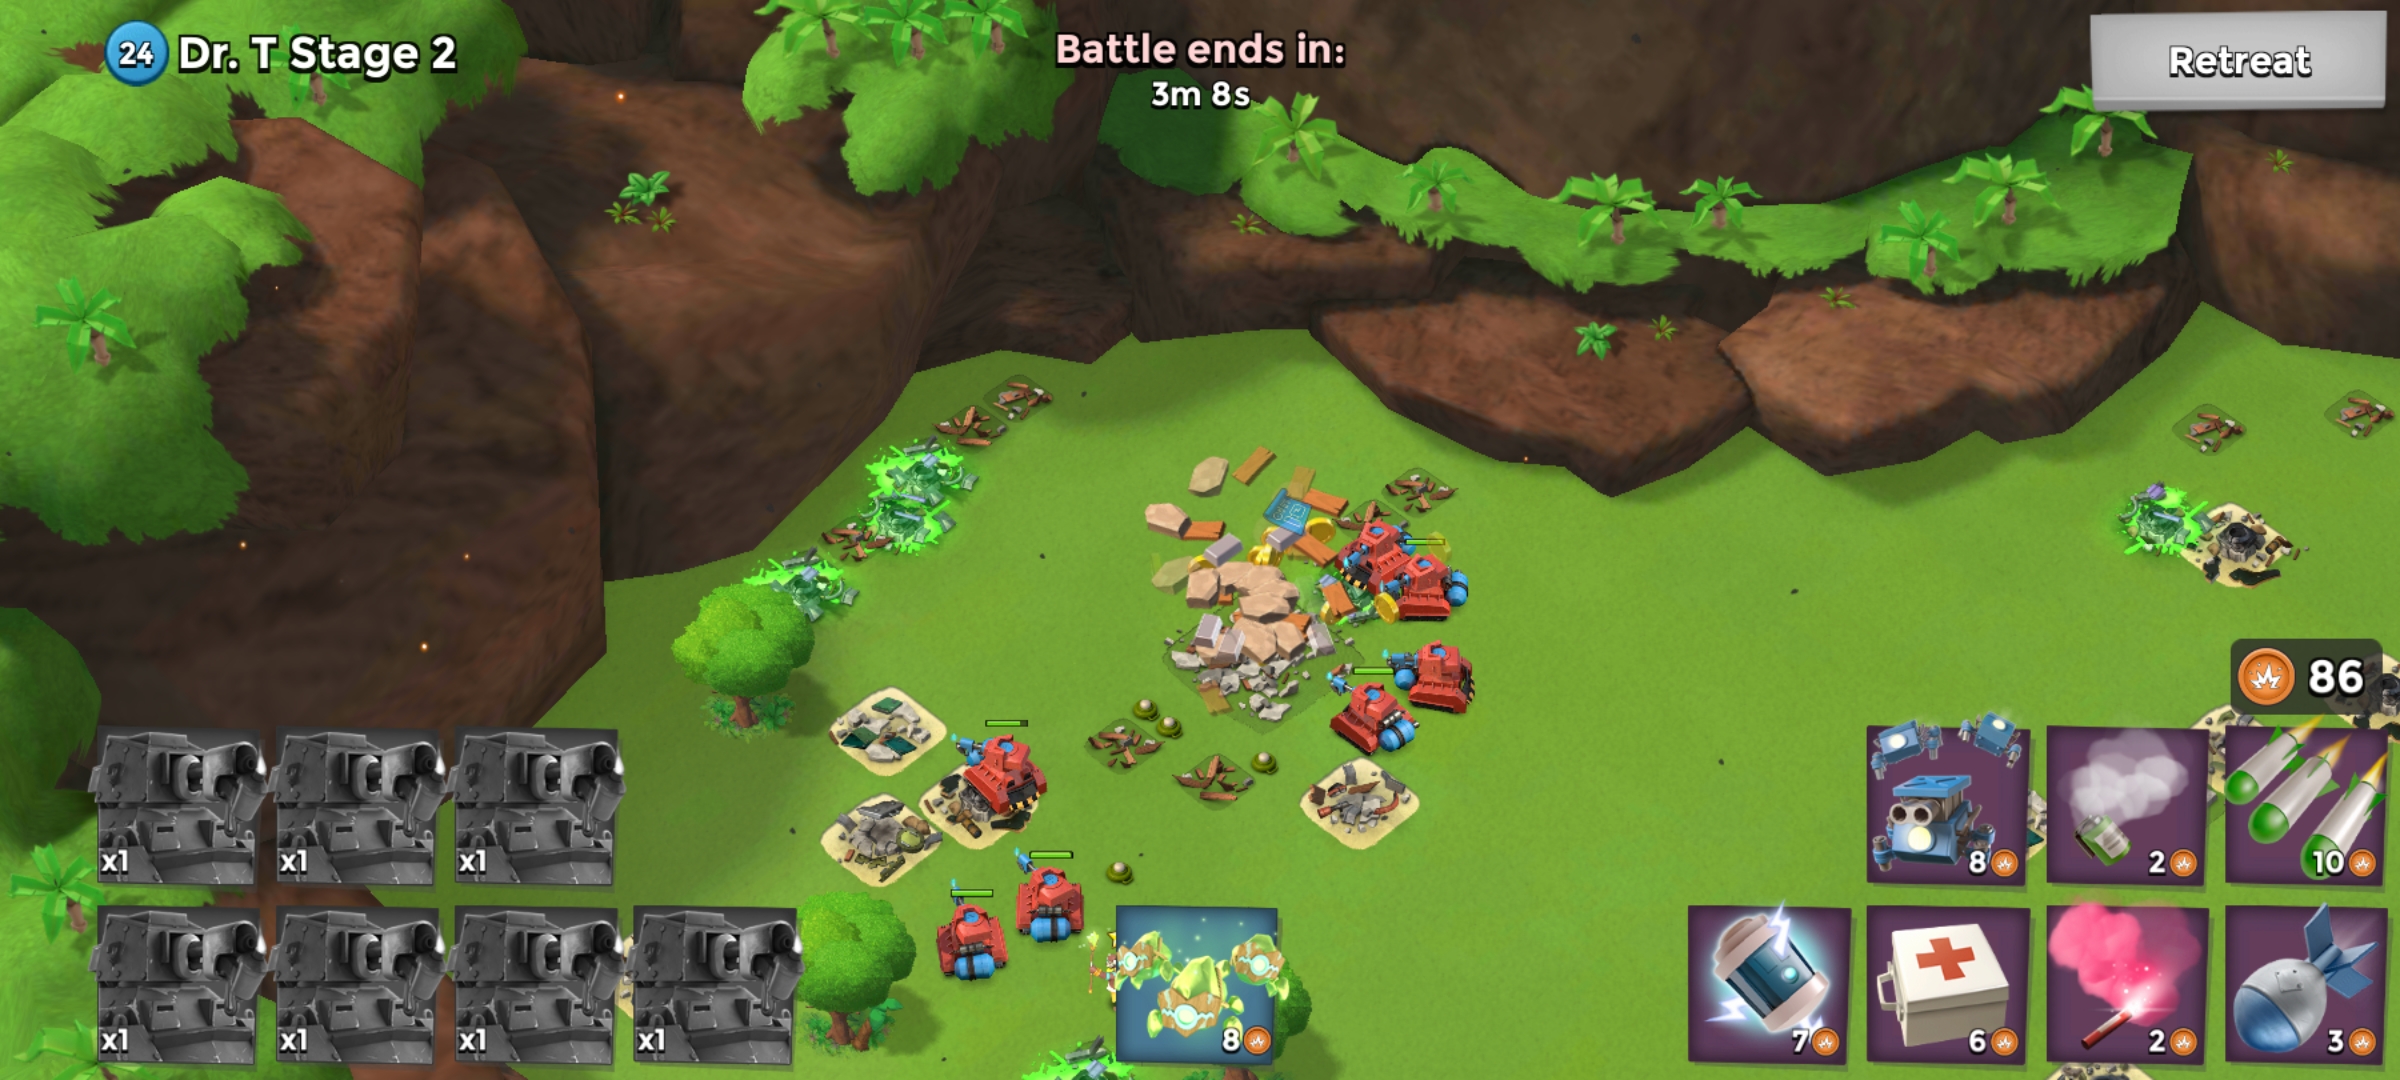 24 Dr. T Stage 2
Battle ends in:
3m 8s
Retreat
86
x1 x1 x1
8 2 10
x1 x1 x1 x1
8
7 6 2 3